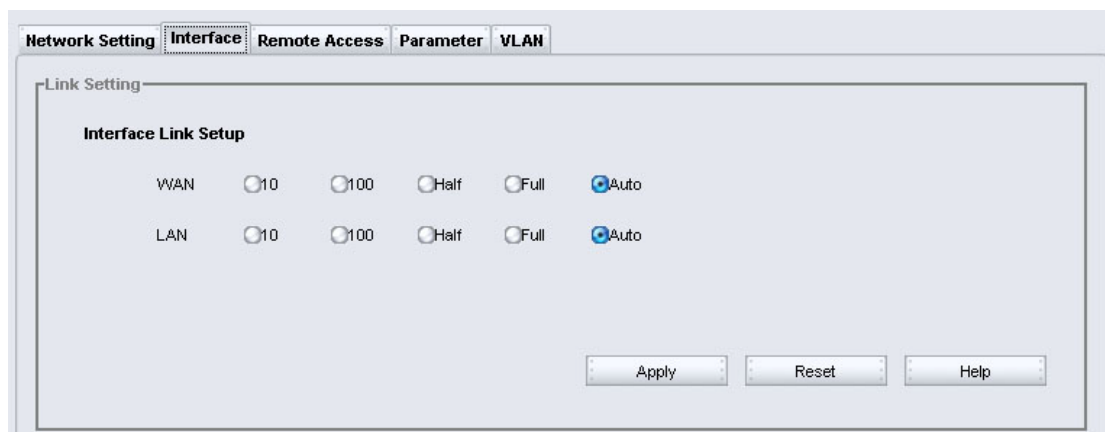 Network Setting Interface Remote Access Parameter VLAN
Link Setting
Interface Link Setup
WAN 10 100 Half Full Auto
LAN 10 100 Half Full Auto
Apply Reset Help